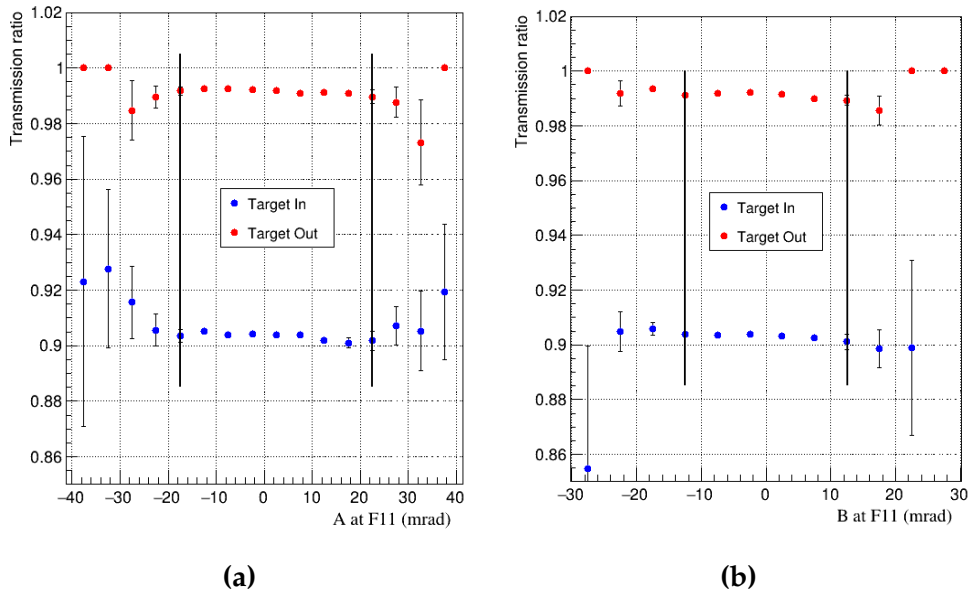 Transmission ratio
1.02
1
0.98
0.96
0.94
0.92
0.9
0.88
0.86
Target In
Target Out
−40 −30 −20 −10 0 10 20 30 40
A at F11 (mrad)
(a)
Transmission ratio
1.02
1
0.98
0.96
0.94
0.92
0.9
0.88
0.86
Target In
Target Out
−30 −20 −10 0 10 20 30
B at F11 (mrad)
(b)